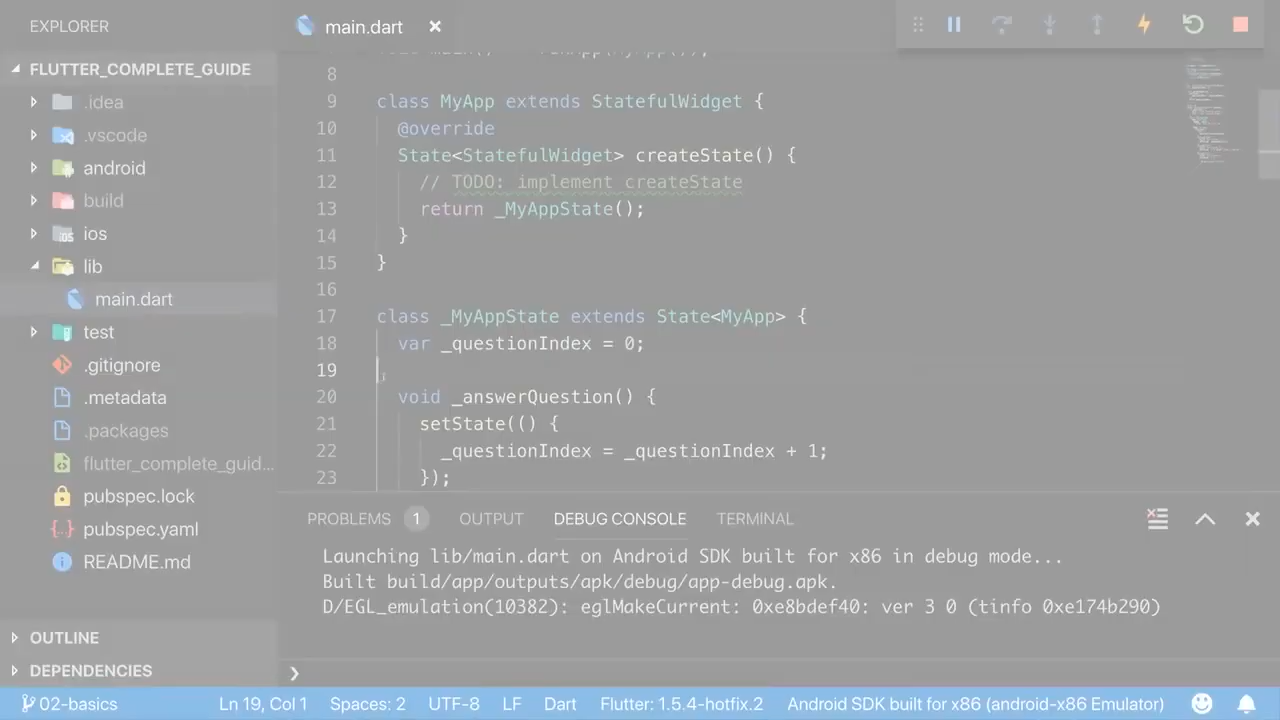 EXPLORER
main.dart
FLUTTER_COMPLETE_GUIDE
.idea
.vscode
android
build
ios
lib
main.dart
test
.gitignore
.metadata
.packages
flutter_complete_guid...
pubspec.lock
pubspec.yaml
README.md
OUTLINE
DEPENDENCIES
8
9 class MyApp extends StatefulWidget {
10 @override
11 State<StatefulWidget> createState() {
12 // TODO: implement createState
13 return _MyAppState();
14 }
15 }
16
17 class _MyAppState extends State<MyApp> {
18 var _questionIndex = 0;
19
20 void _answerQuestion() {
21 setState(() {
22 _questionIndex = _questionIndex + 1;
23 });
PROBLEMS 1 OUTPUT DEBUG CONSOLE TERMINAL
Launching lib/main.dart on Android SDK built for x86 in debug mode...
Built build/app/outputs/apk/debug/app-debug.apk.
D/EGL_emulation(10382): eglMakeCurrent: 0xe8bdef40: ver 3 0 (tinfo 0xe174b290)
02-basics Ln 19, Col 1 Spaces: 2 UTF-8 LF Dart Flutter: 1.5.4-hotfix.2 Android SDK built for x86 (android-x86 Emulator)